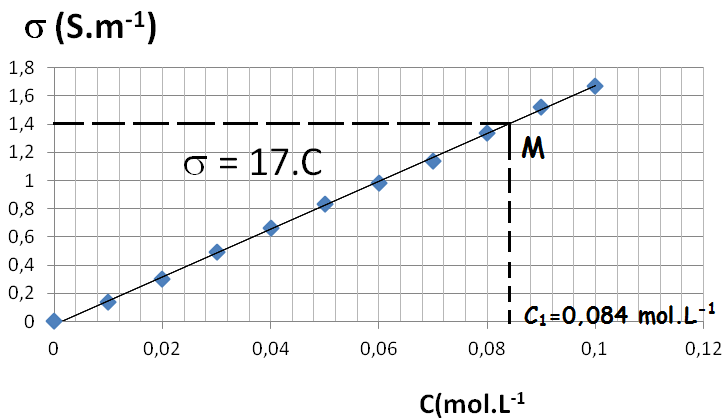 σ (S.m-1)
1,8
1,6
1,4
1,2
1
0,8
0,6
0,4
0,2
0
σ = 17.C
M
C1=0,084 mol.L-1
0 0,02 0,04 0,06 0,08 0,1 0,12
C(mol.L-1